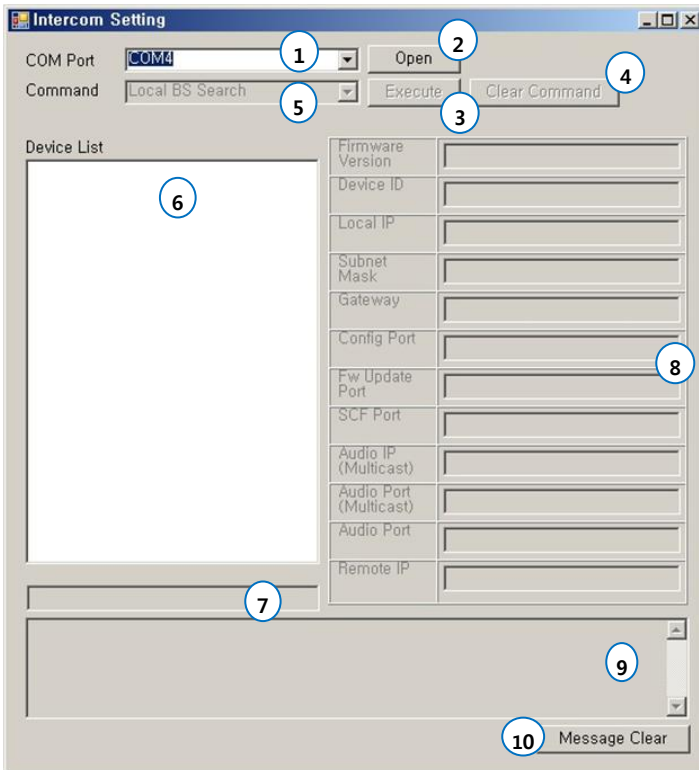 Intercom Setting
COM Port COM4 1 Open 2
Command Local BS Search 5 Execute 3 Clear Command 4
Device List
6
Firmware
Version
Device ID
Local IP
Subnet
Mask
Gateway
Config Port
8
Fw Update
Port
SCF Port
Audio IP
(Multicast)
Audio Port
(Multicast)
Audio Port
Remote IP
7
9
10 Message Clear